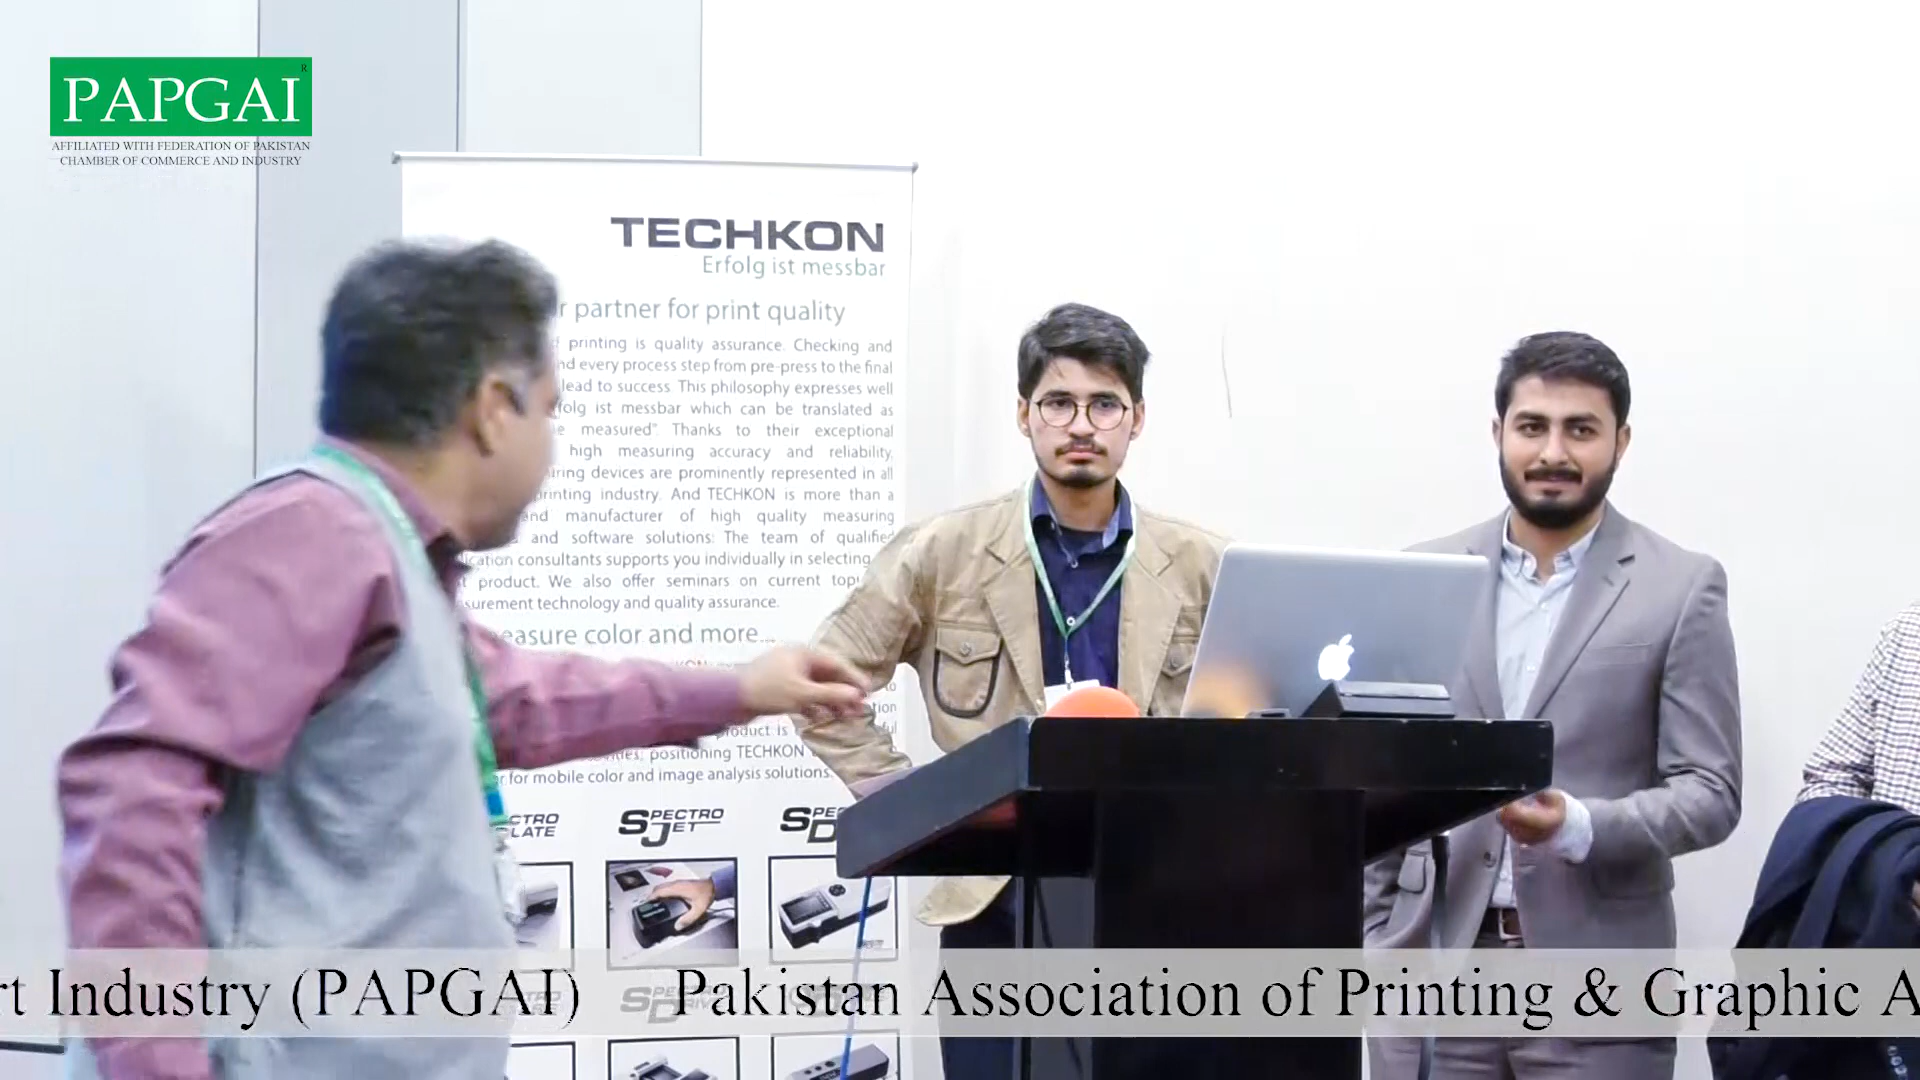 PAPGAI
R
AFFILIATED WITH FEDERATION OF PAKISTAN
CHAMBER OF COMMERCE AND INDUSTRY
TECHKON
Erfolg ist messbar
partner for print quality
printing is quality assurance. Checking and
every process step from pre-press to the final
lead to success. This philosophy expresses well
ist messbar which can be translated as
measured". Thanks to their exceptional
high measuring accuracy and reliability,
devices are prominently represented in all
printing industry. And TECHKON is more than a
and manufacturer of high quality measuring
and software solutions: The team of qualified
consultants supports you individually in selecting
product. We also offer seminars on current
technology and quality assurance.
color and more...
to
product is
positioning TECHKON
for mobile color and image analysis solutions.
SPECTRO
JET
rt Industry (PAPGAI) Pakistan Association of Printing & Graphic A